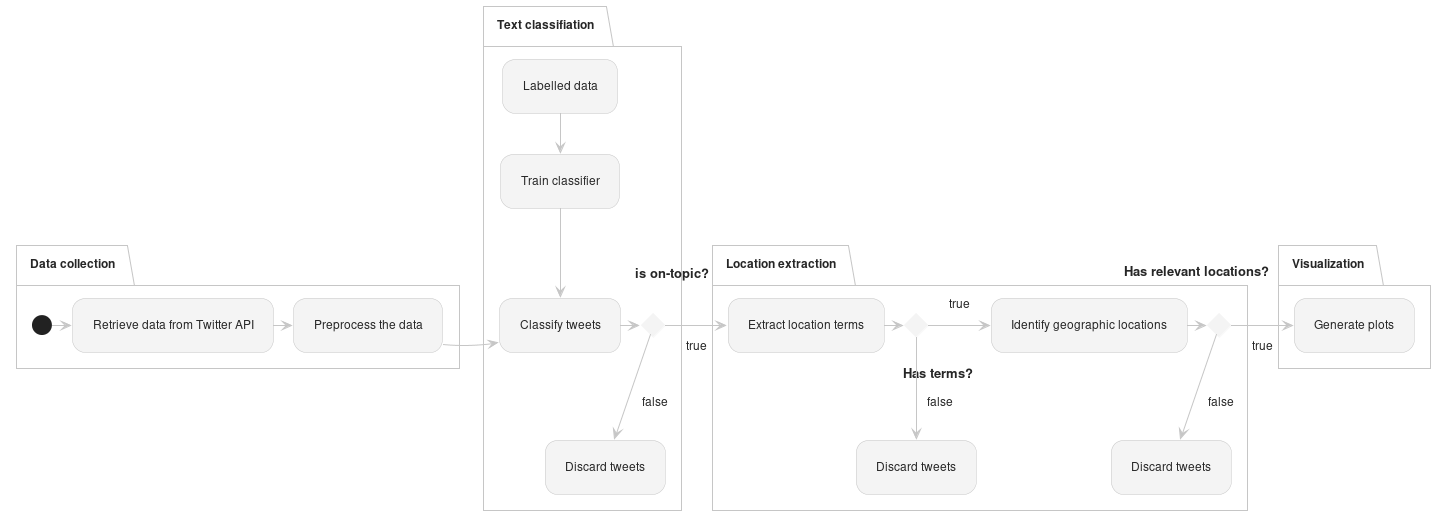 Text classifiation
Labelled data
Train classifier
Data collection
Retrieve data from Twitter API
Preprocess the data
Classify tweets
is on-topic?
true
false
Discard tweets
Location extraction
Extract location terms
true
Has terms?
false
Discard tweets
Identify geographic locations
Has relevant locations?
true
false
Discard tweets
Visualization
Generate plots